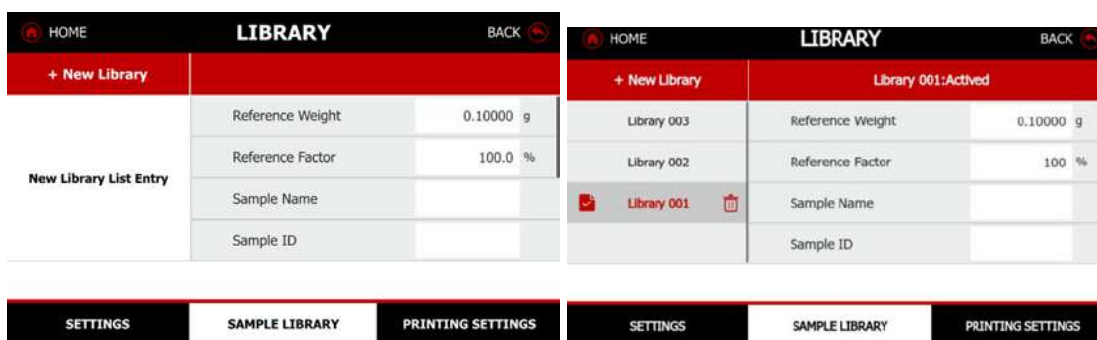 HOME LIBRARY BACK
+ New Library
Reference Weight 0.10000 g
Reference Factor 100.0 %
New Library List Entry
Sample Name
Sample ID
SETTINGS SAMPLE LIBRARY PRINTING SETTINGS
HOME LIBRARY BACK
+ New Library Library 001:Actived
Library 003 Reference Weight 0.10000 g
Library 002 Reference Factor 100 %
Library 001 Sample Name
Sample ID
SETTINGS SAMPLE LIBRARY PRINTING SETTINGS